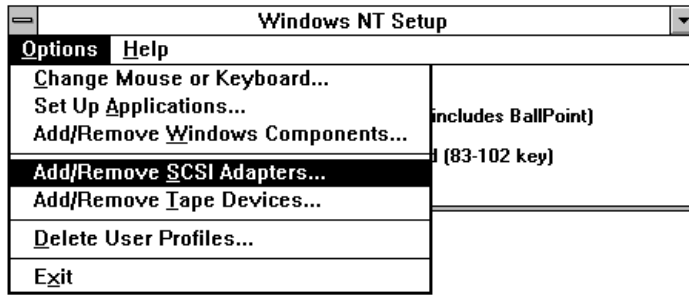 Windows NT Setup
Options Help
Change Mouse or Keyboard...
Set Up Applications...
includes BallPoint)
Add/Remove Windows Components...
(83-102 key)
Add/Remove SCSI Adapters...
Add/Remove Tape Devices...
Delete User Profiles...
Exit